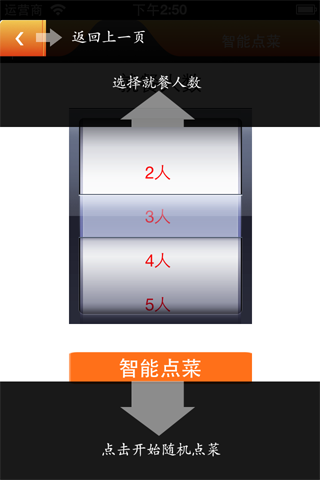 运营商 下午2:50
返回上一页 智能点菜
选择就餐人数
2人
3人
4人
5人
智能点菜
点击开始随机点菜